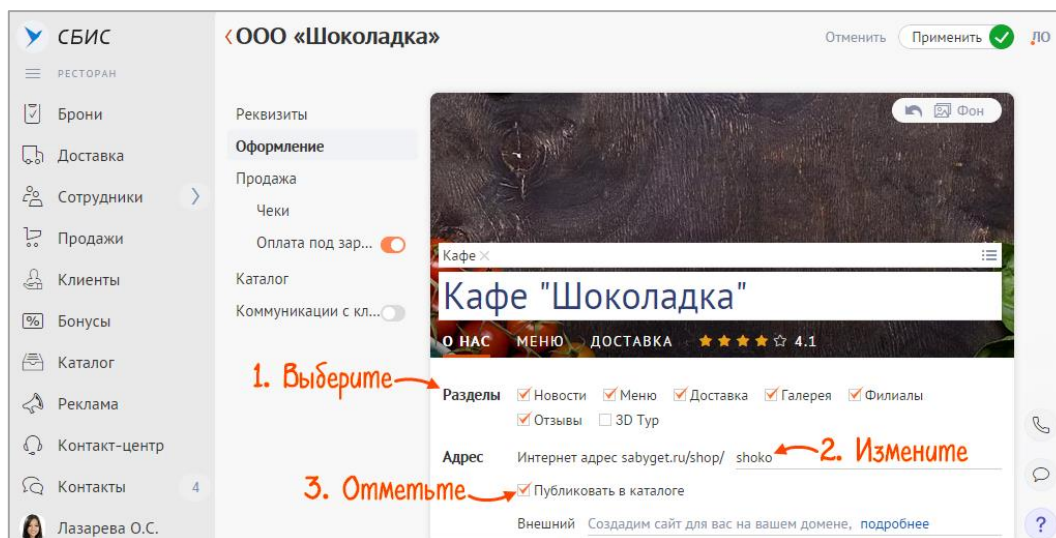 СБИС
РЕСТОРАН
Брони
Доставка
Сотрудники
Продажи
Клиенты
Бонусы
Каталог
Реклама
Контакт-центр
Контакты 4
Лазарева О.С.
ООО «Шоколадка»
Отменить Применить ЛО
Реквизиты
Оформление
Продажа
Чеки
Оплата под зар...
Каталог
Коммуникации с кл...
Фон
Кафе
Кафе "Шоколадка"
О НАС МЕНЮ ДОСТАВКА 4.1
1. Выберите
Разделы Новости Меню Доставка Галерея Филиалы
Отзывы 3D Тур
Адрес Интернет адрес sabyget.ru/shop/ shoko
2. Измените
3. Отметьте
Публиковать в каталоге
Внешний Создадим сайт для вас на вашем домене, подробнее
?